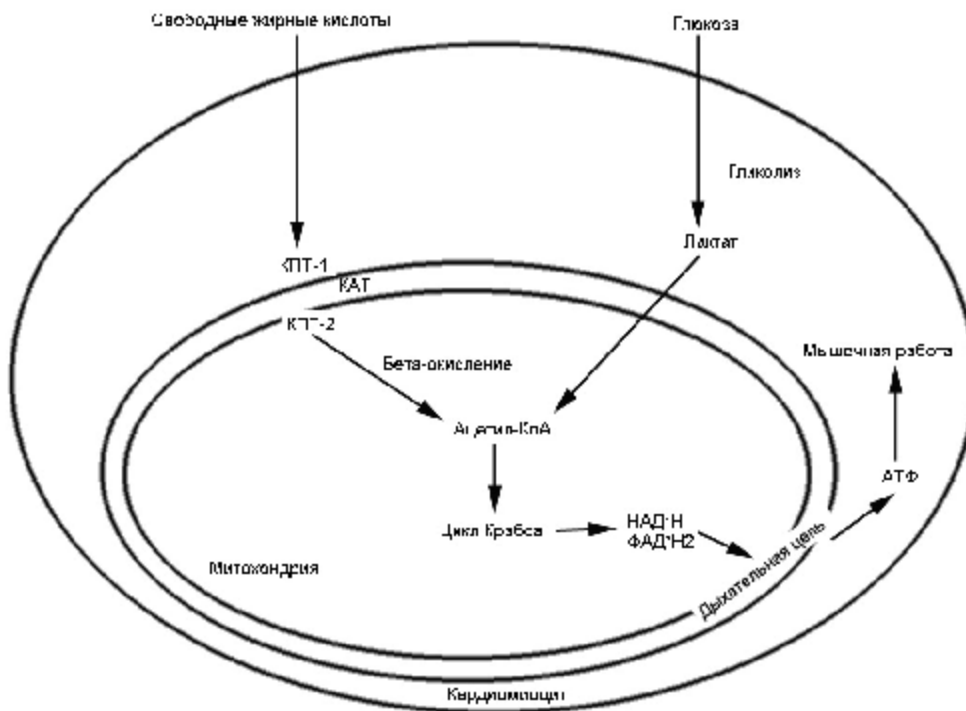 Свободные жирные кислоты
Глюкоза
Гликолиз
Лактат
КПТ-1
КАТ
КПТ-2
Бета-окисление
Мышечная работа
Ацетил-КоА
АТФ
Цикл Кребса
НАД*Н
ФАД*Н2
Дыхательная цепь
Митохондрия
Кардиомиоцит